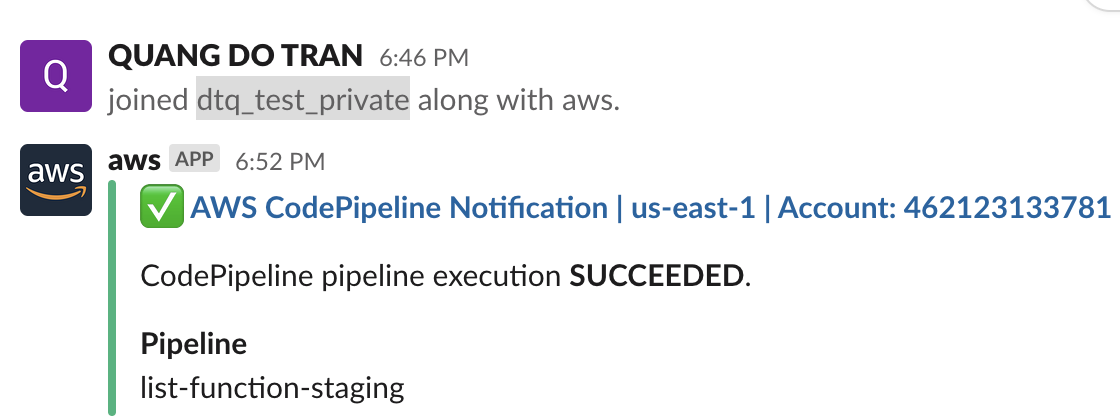 Q
QUANG DO TRAN 6:46 PM
joined dtq_test_private along with aws.
aws
aws APP 6:52 PM
AWS CodePipeline Notification | us-east-1 | Account: 462123133781
CodePipeline pipeline execution SUCCEEDED.
Pipeline
list-function-staging